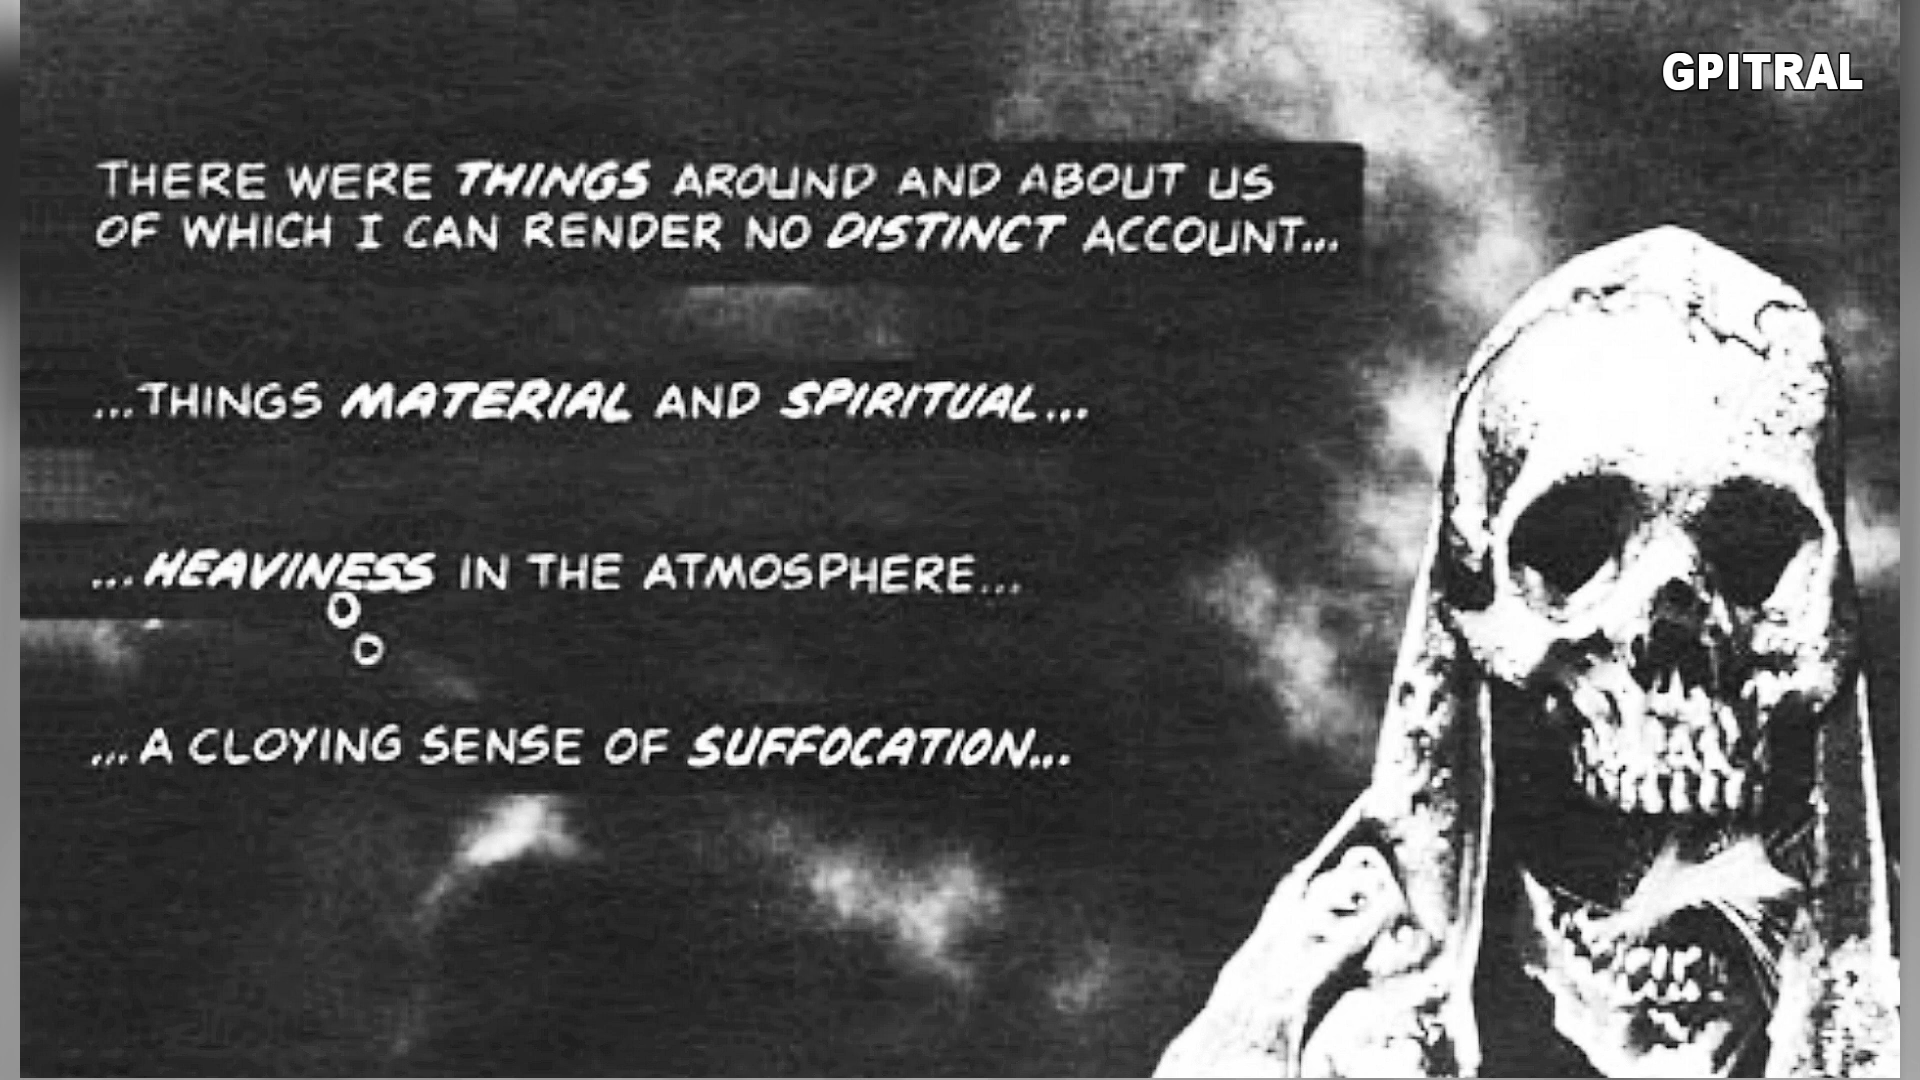 GPITRAL
THERE WERE THINGS AROUND AND ABOUT US
OF WHICH I CAN RENDER NO DISTINCT ACCOUNT...
...THINGS MATERIAL AND SPIRITUAL...
...HEAVINESS IN THE ATMOSPHERE...
...A CLOYING SENSE OF SUFFOCATION...